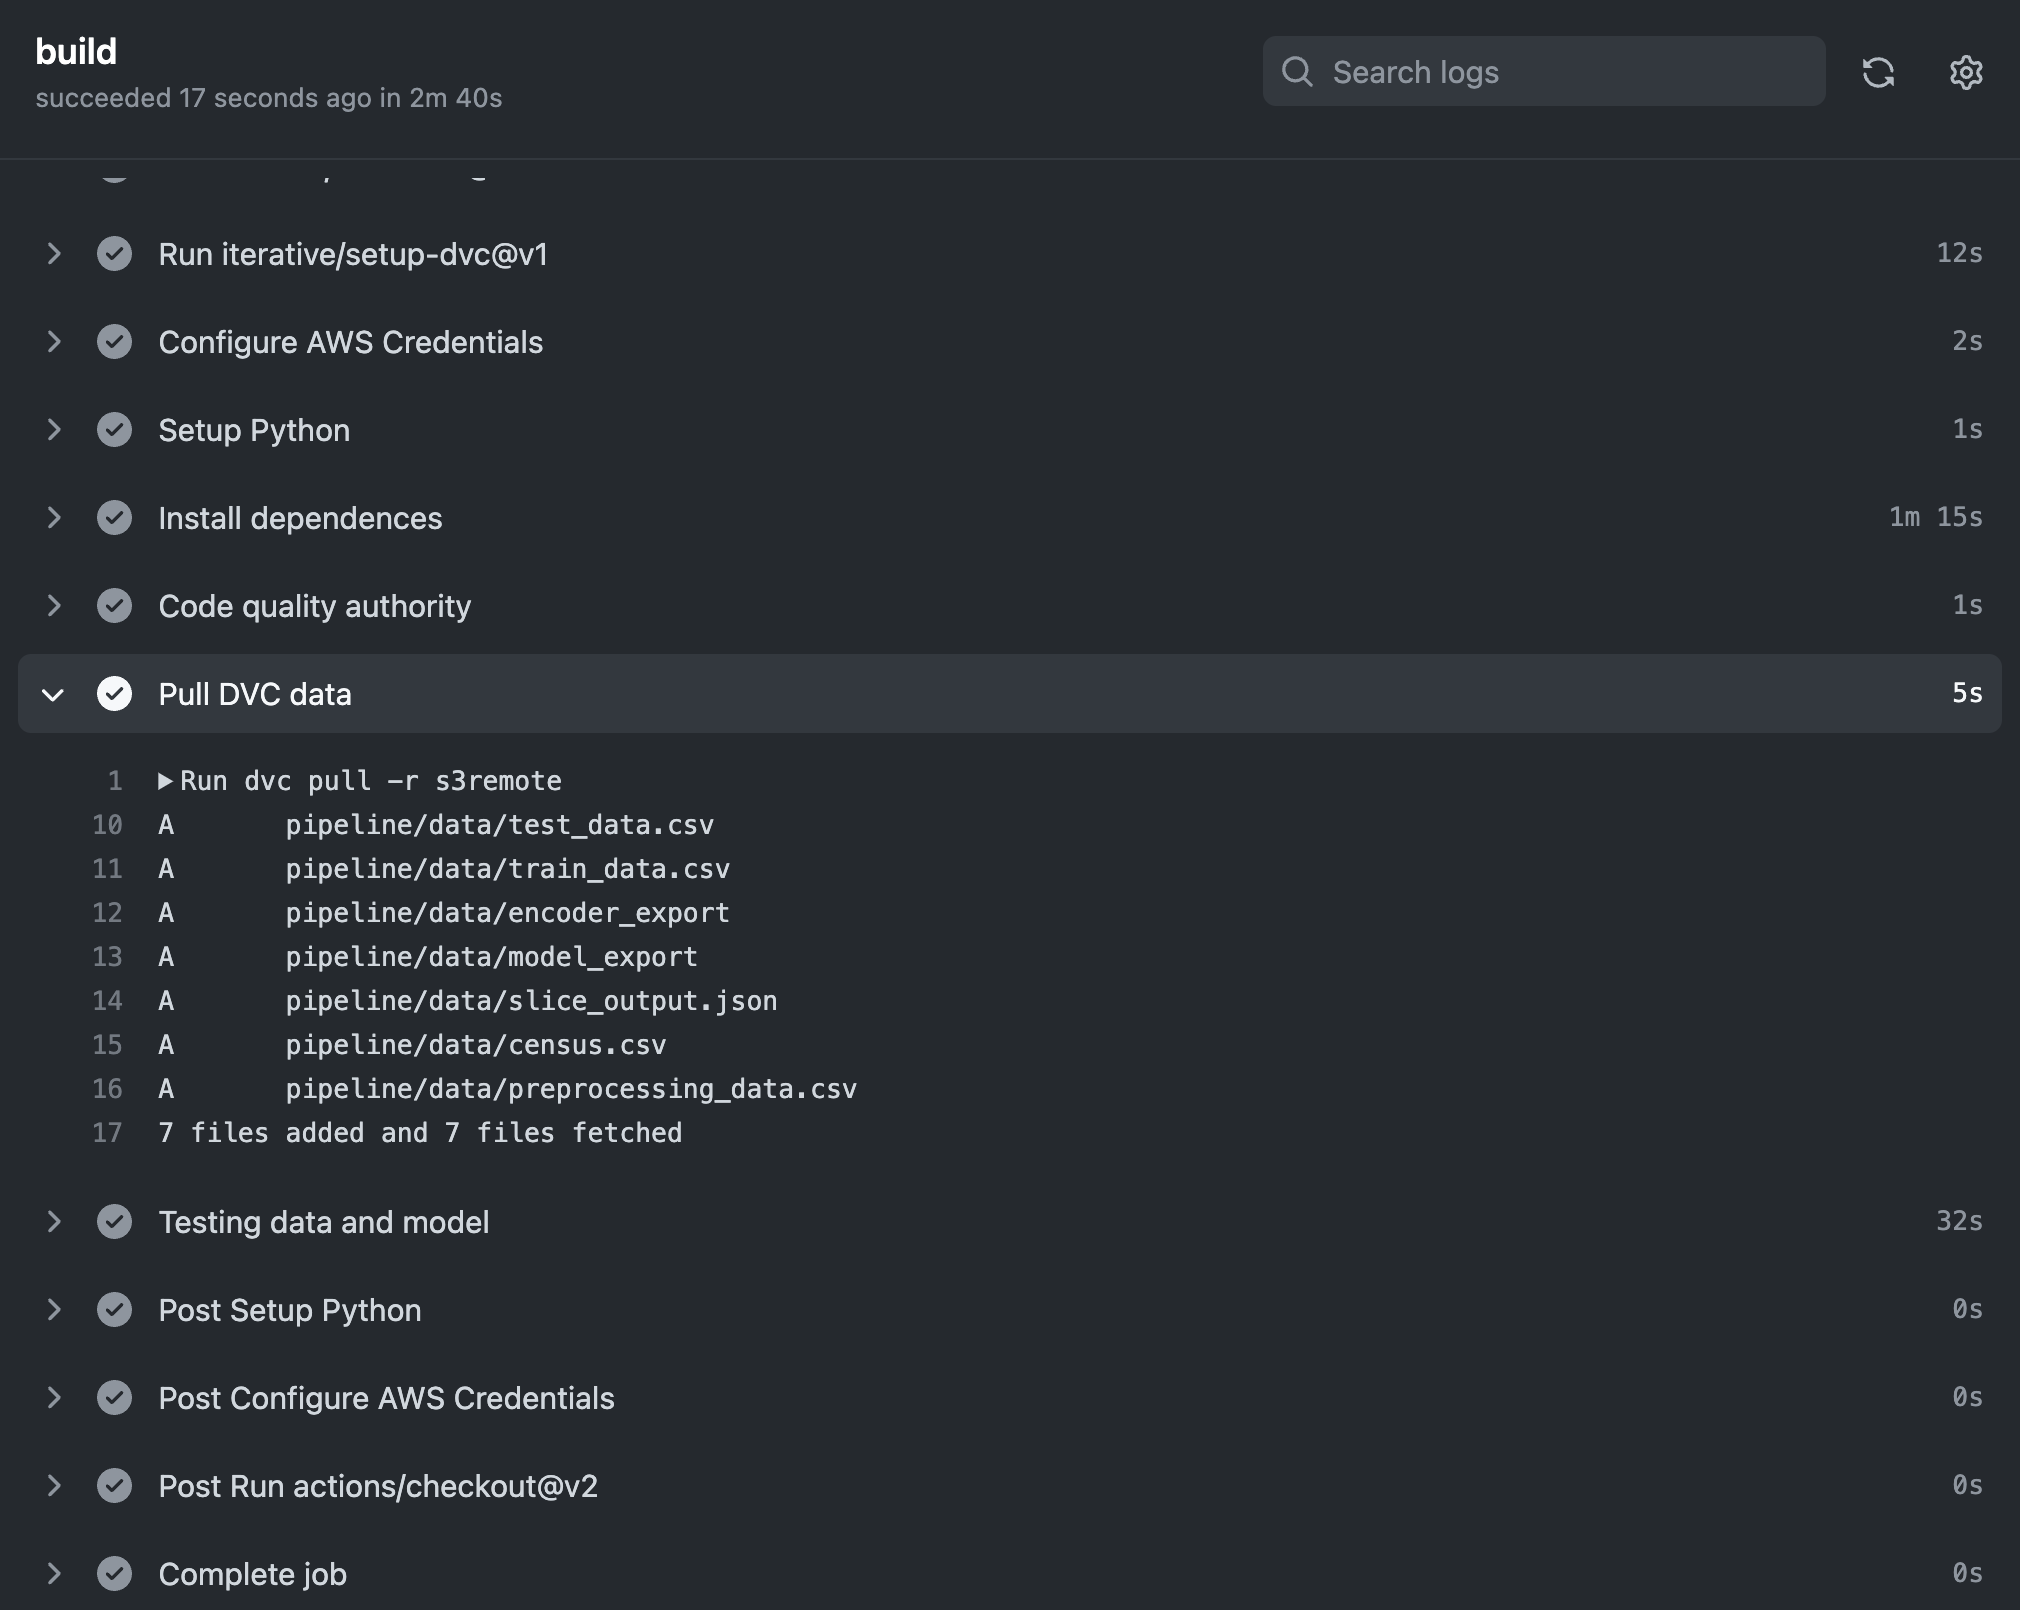 build
succeeded 17 seconds ago in 2m 40s
Search logs
Run iterative/setup-dvc@v1 12s
Configure AWS Credentials 2s
Setup Python 1s
Install dependences 1m 15s
Code quality authority 1s
Pull DVC data 5s
1 ▶Run dvc pull -r s3remote
10 A pipeline/data/test_data.csv
11 A pipeline/data/train_data.csv
12 A pipeline/data/encoder_export
13 A pipeline/data/model_export
14 A pipeline/data/slice_output.json
15 A pipeline/data/census.csv
16 A pipeline/data/preprocessing_data.csv
17 7 files added and 7 files fetched
Testing data and model 32s
Post Setup Python 0s
Post Configure AWS Credentials 0s
Post Run actions/checkout@v2 0s
Complete job 0s